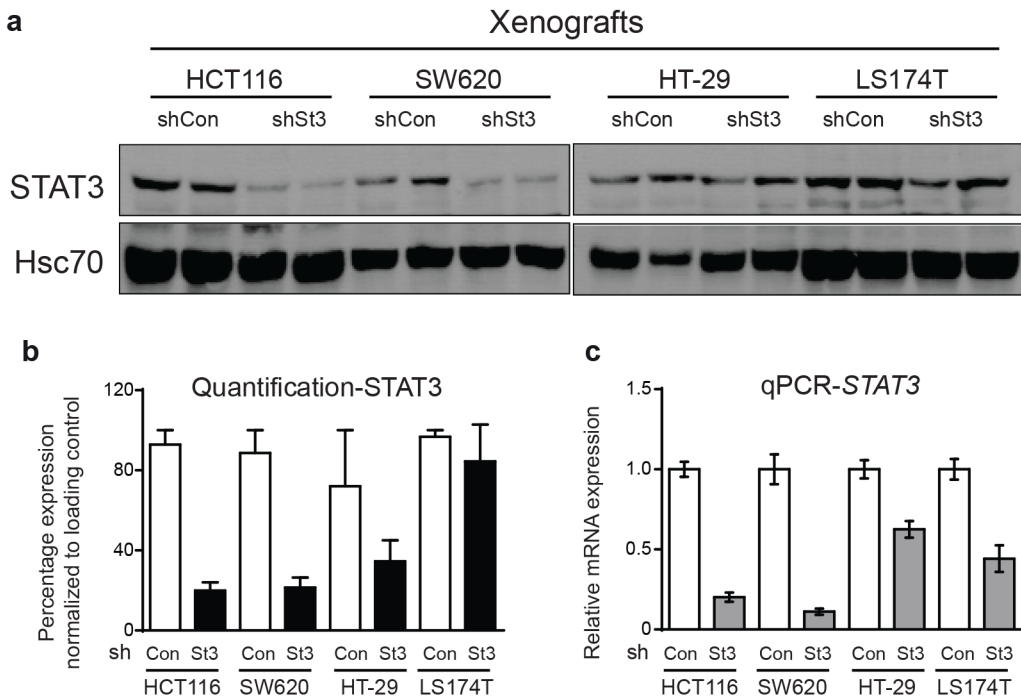 a
Xenografts
HCT116 SW620 HT-29 LS174T
shCon shSt3 shCon shSt3 shCon shSt3 shCon shSt3
STAT3
Hsc70
b
Quantification-STAT3
Percentage expression
normalized to loading control
120
80
40
0
sh Con St3 Con St3 Con St3 Con St3
HCT116 SW620 HT-29 LS174T
c
qPCR-STAT3
Relative mRNA expression
1.5
1.0
0.5
0
sh Con St3 Con St3 Con St3 Con St3
HCT116 SW620 HT-29 LS174T